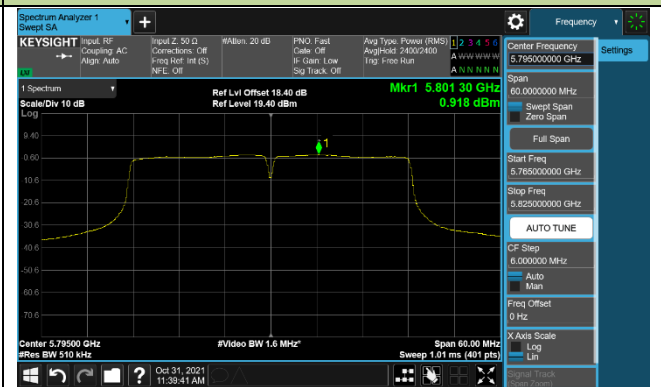 Spectrum Analyzer 1
Swept SA
Frequency
KEYSIGHT
Input: RF
Coupling: AC
Align: Auto
Input Z: 50 Ω
Corrections: Off
Freq Ref: Int (S)
NFE: Off
#Atten: 20 dB
PNO: Fast
Gate: Off
IF Gain: Low
Sig Track: Off
Avg Type: Power (RMS)
Avg|Hold: 2400/2400
Trig: Free Run
1 2 3 4 5 6
A W W W W W
A N N N N N
Center Frequency
5.795000000 GHz
Settings
1 Spectrum
Scale/Div 10 dB
Log
Ref Lvl Offset 18.40 dB
Ref Level 19.40 dBm
Mkr1 5.801 30 GHz
0.918 dBm
Span
60.0000000 MHz
Swept Span
Zero Span
Full Span
Start Freq
5.765000000 GHz
Stop Freq
5.825000000 GHz
AUTO TUNE
CF Step
6.000000 MHz
Auto
Man
Freq Offset
0 Hz
X Axis Scale
Log
Lin
Signal Track
(Span Zoom)
9.40
1
0.60
10.6
20.6
30.6
40.6
-50.6
60.6
70.6
Center 5.79500 GHz
#Res BW 510 kHz
#Video BW 1.6 MHz*
Span 60.00 MHz
Sweep 1.01 ms (401 pts)
?
Oct 31, 2021
11:39:41 AM